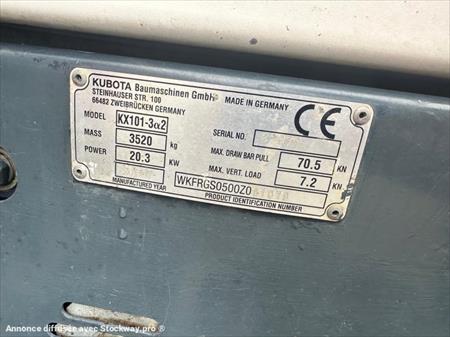 KUBOTA Baumaschinen GmbH
STEINHAUSER STR. 100
66482 ZWEIBRÜCKEN GERMANY
MADE IN GERMANY
CE
MODEL KX101-3α2
SERIAL NO.
MASS 3520 kg
MAX. DRAW BAR PULL 70.5 KN
POWER 20.3 KW
MAX. VERT. LOAD 7.2 KN
MANUFACTURED YEAR
WKFRGS0500Z0
PRODUCT IDENTIFICATION NUMBER
Annonce diffusée avec Stockway.pro ®